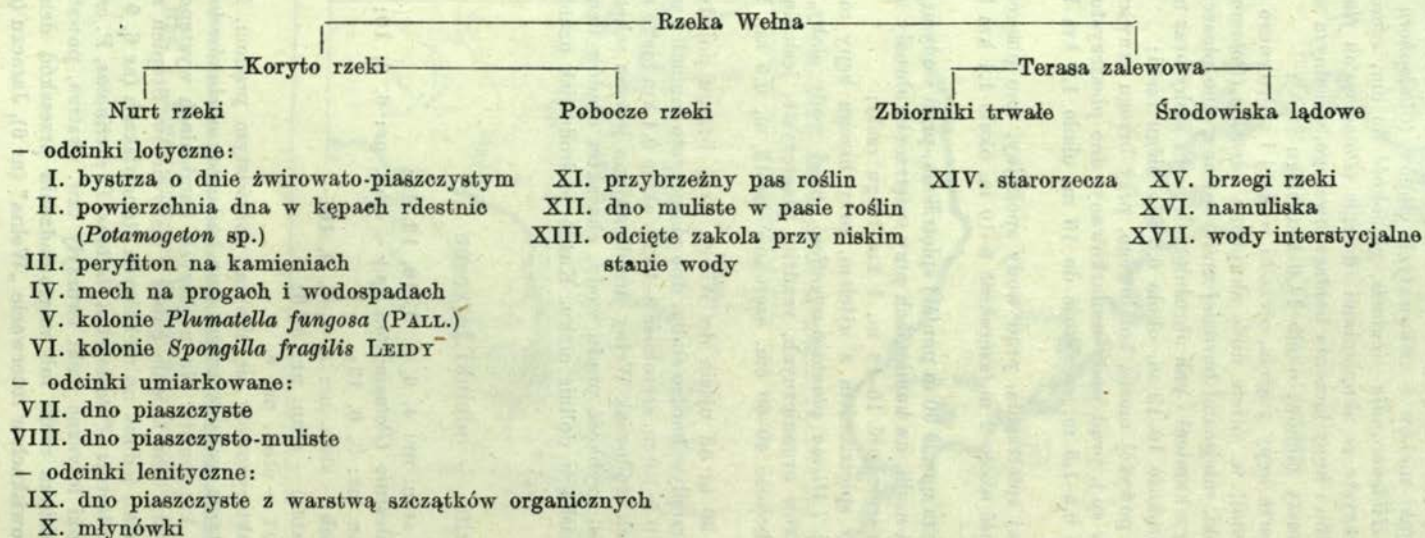 Rzeka Wełna
Koryto rzeki
Terasa zalewowa
Nurt rzeki
Pobocze rzeki
Zbiorniki trwałe
Środowiska lądowe
— odcinki lotyczne:
I. bystrza o dnie żwirowato-piaszczystym
II. powierzchnia dna w kępach rdestnic
(Potamogeton sp.)
III. peryfiton na kamieniach
IV. mech na progach i wodospadach
V. kolonie Plumatella fungosa (PALL.)
VI. kolonie Spongilla fragilis LEIDY
— odcinki umiarkowane:
VII. dno piaszczyste
VIII. dno piaszczysto-muliste
— odcinki lenityczne:
IX. dno piaszczyste z warstwą szczątków organicznych
X. młynówki
XI. przybrzeżny pas roślin
XII. dno muliste w pasie roślin
XIII. odcięte zakola przy niskim
stanie wody
XIV. starorzecza
XV. brzegi rzeki
XVI. namuliska
XVII. wody interstycjalne